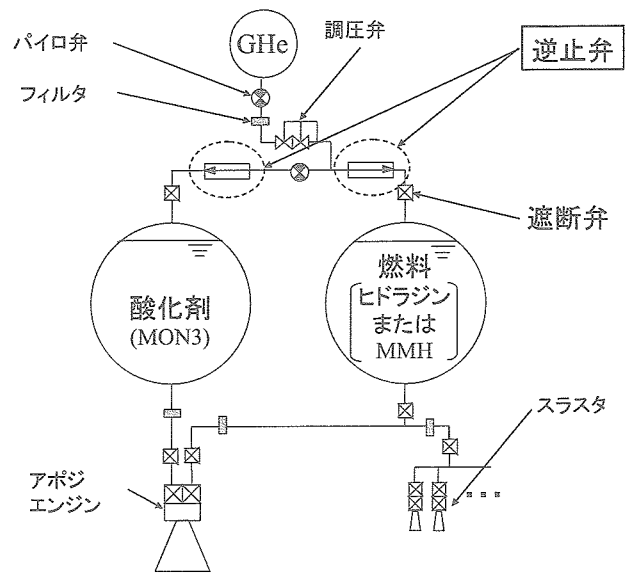 パイロ弁
GHe
調圧弁
逆止弁
フィルタ
遮断弁
酸化剤
(MON3)
燃料
ヒドラジン
または
MMH
スラスタ
アポジ
エンジン